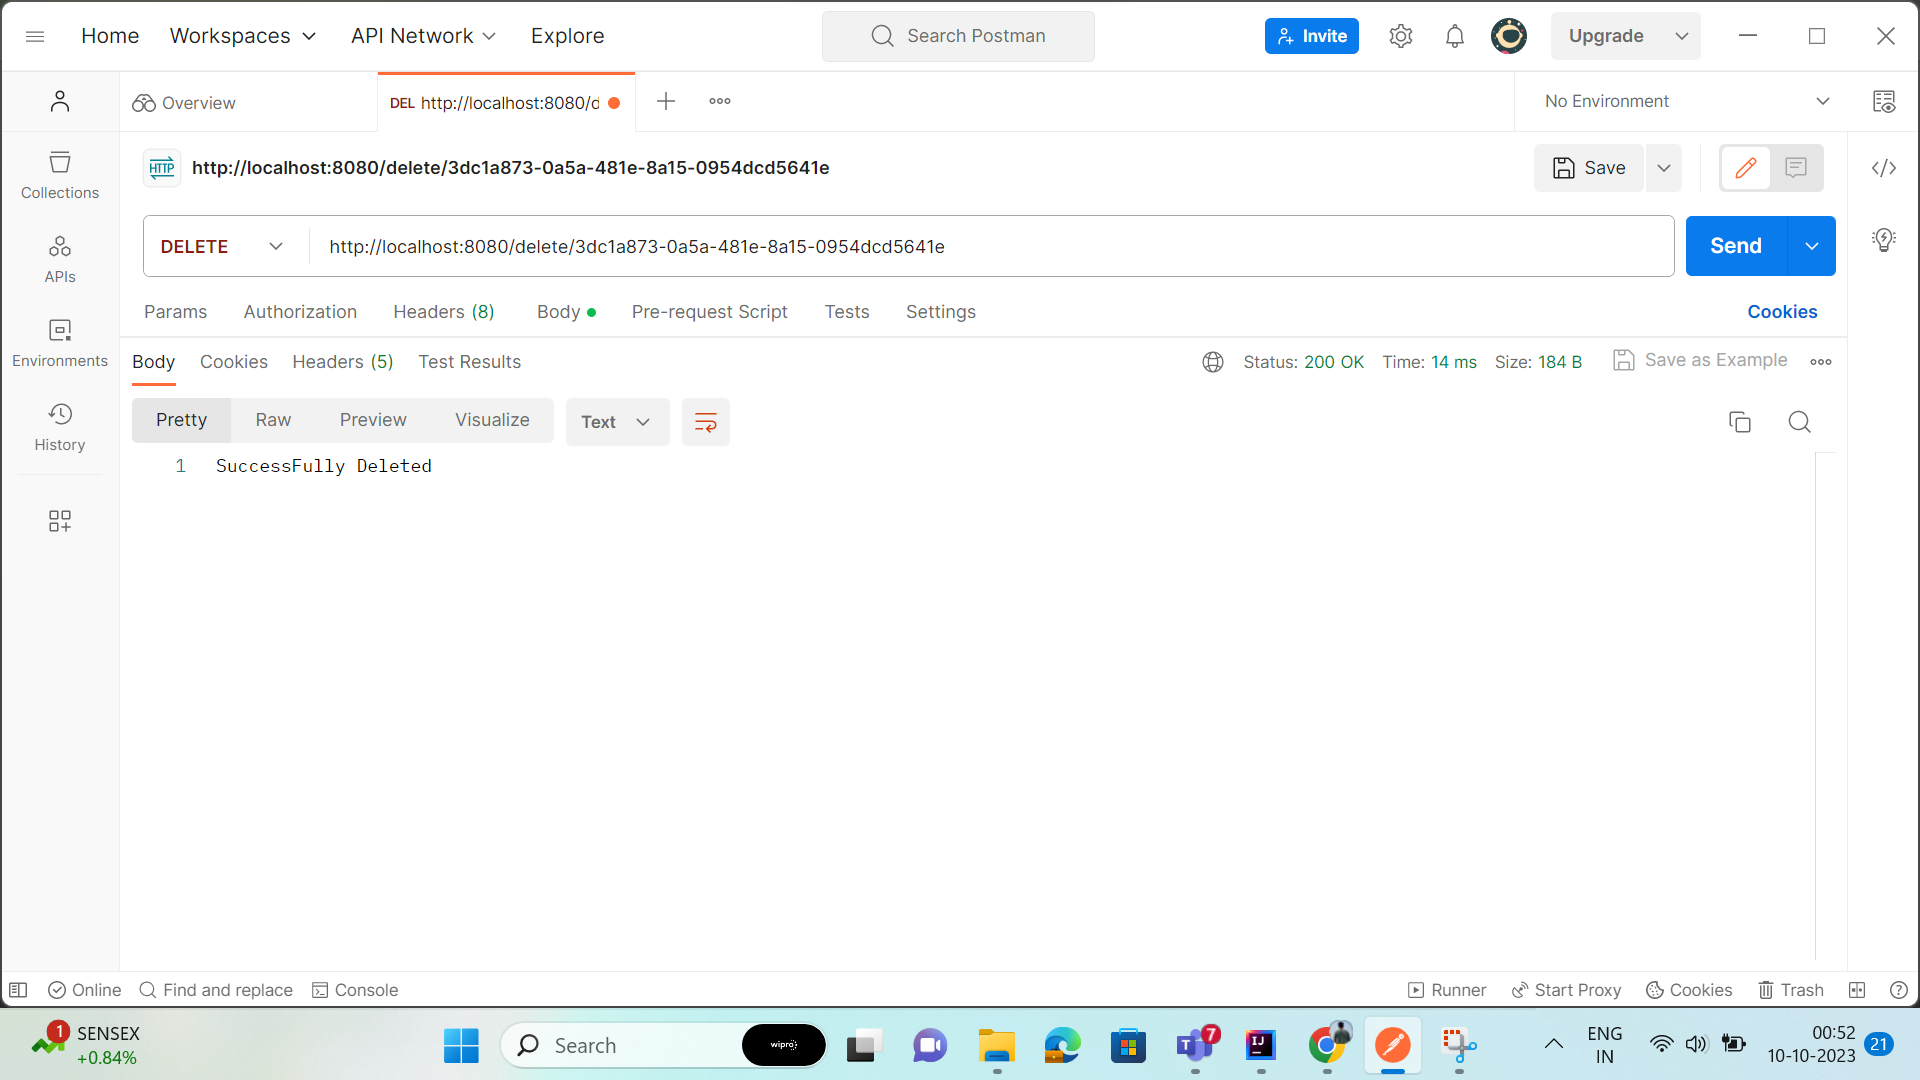 Home Workspaces API Network Explore Search Postman Invite Upgrade
Overview DEL http://localhost:8080/d No Environment
HTTP http://localhost:8080/delete/3dc1a873-0a5a-481e-8a15-0954dcd5641e Save
DELETE http://localhost:8080/delete/3dc1a873-0a5a-481e-8a15-0954dcd5641e Send
Params Authorization Headers (8) Body Pre-request Script Tests Settings Cookies
Body Cookies Headers (5) Test Results Status: 200 OK Time: 14 ms Size: 184 B Save as Example
Pretty Raw Preview Visualize Text
1 SuccessFully Deleted
Collections
APIs
Environments
History
Online Find and replace Console Runner Start Proxy Cookies Trash
1 SENSEX
+0.84%
Search wipro
T 7 IJ
ENG
IN
00:52
10-10-2023 21